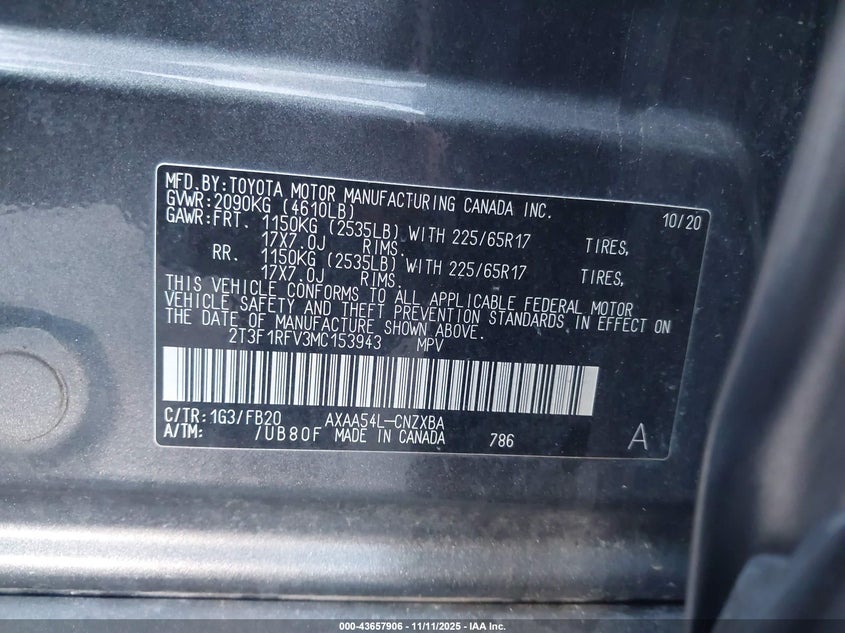 MFD.BY:TOYOTA MOTOR MANUFACTURING CANADA INC.
GVWR:2090KG (4610LB) 10/20
GAWR:FRT. 1150KG (2535LB) WITH 225/65R17 TIRES,
17X7.0J RIMS.
RR. 1150KG (2535LB) WITH 225/65R17 TIRES,
17X7.0J RIMS.
THIS VEHICLE CONFORMS TO ALL APPLICABLE FEDERAL MOTOR
VEHICLE SAFETY AND THEFT PREVENTION STANDARDS IN EFFECT ON
THE DATE OF MANUFACTURE SHOWN ABOVE.
2T3F1RFV3MC153943 MPV
C/TR:1G3/FB20 AXAA54L-CNZXBA
A/TM: /UB80F MADE IN CANADA 786 A
000-43657906 - 11/11/2025 - IAA Inc.